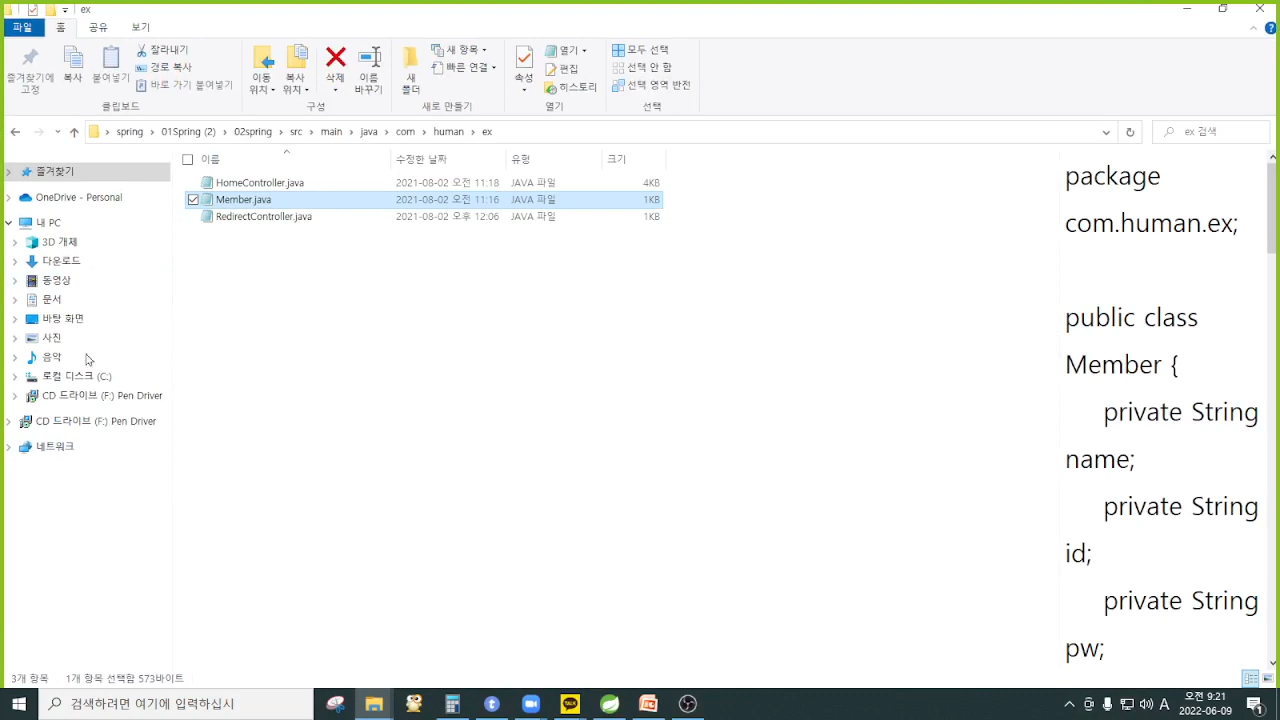 ex
파일 홈 공유 보기
즐겨찾기에 고정
복사
붙여넣기
잘라내기
경로 복사
바로 가기 붙여넣기
클립보드
이동 위치
복사 위치
삭제
이름 바꾸기
구성
새 폴더
새 항목
빠른 연결
새로 만들기
속성
열기
편집
히스토리
열기
모두 선택
선택 안 함
선택 영역 반전
선택
spring › 01Spring (2) › 02spring › src › main › java › com › human › ex
ex 검색
이름 수정한 날짜 유형 크기
HomeController.java 2021-08-02 오전 11:18 JAVA 파일 4KB
Member.java 2021-08-02 오전 11:16 JAVA 파일 1KB
RedirectController.java 2021-08-02 오후 12:06 JAVA 파일 1KB
즐겨찾기
OneDrive - Personal
내 PC
3D 개체
다운로드
동영상
문서
바탕 화면
사진
음악
로컬 디스크 (C:)
CD 드라이브 (F:) Pen Driver
CD 드라이브 (F:) Pen Driver
네트워크
package
com.human.ex;
public class
Member {
private String
name;
private String
id;
private String
pw;
3개 항목 1개 항목 선택함 573바이트
검색하려면 여기에 입력하십시
TALK
A
오전 9:21
2022-06-09
1